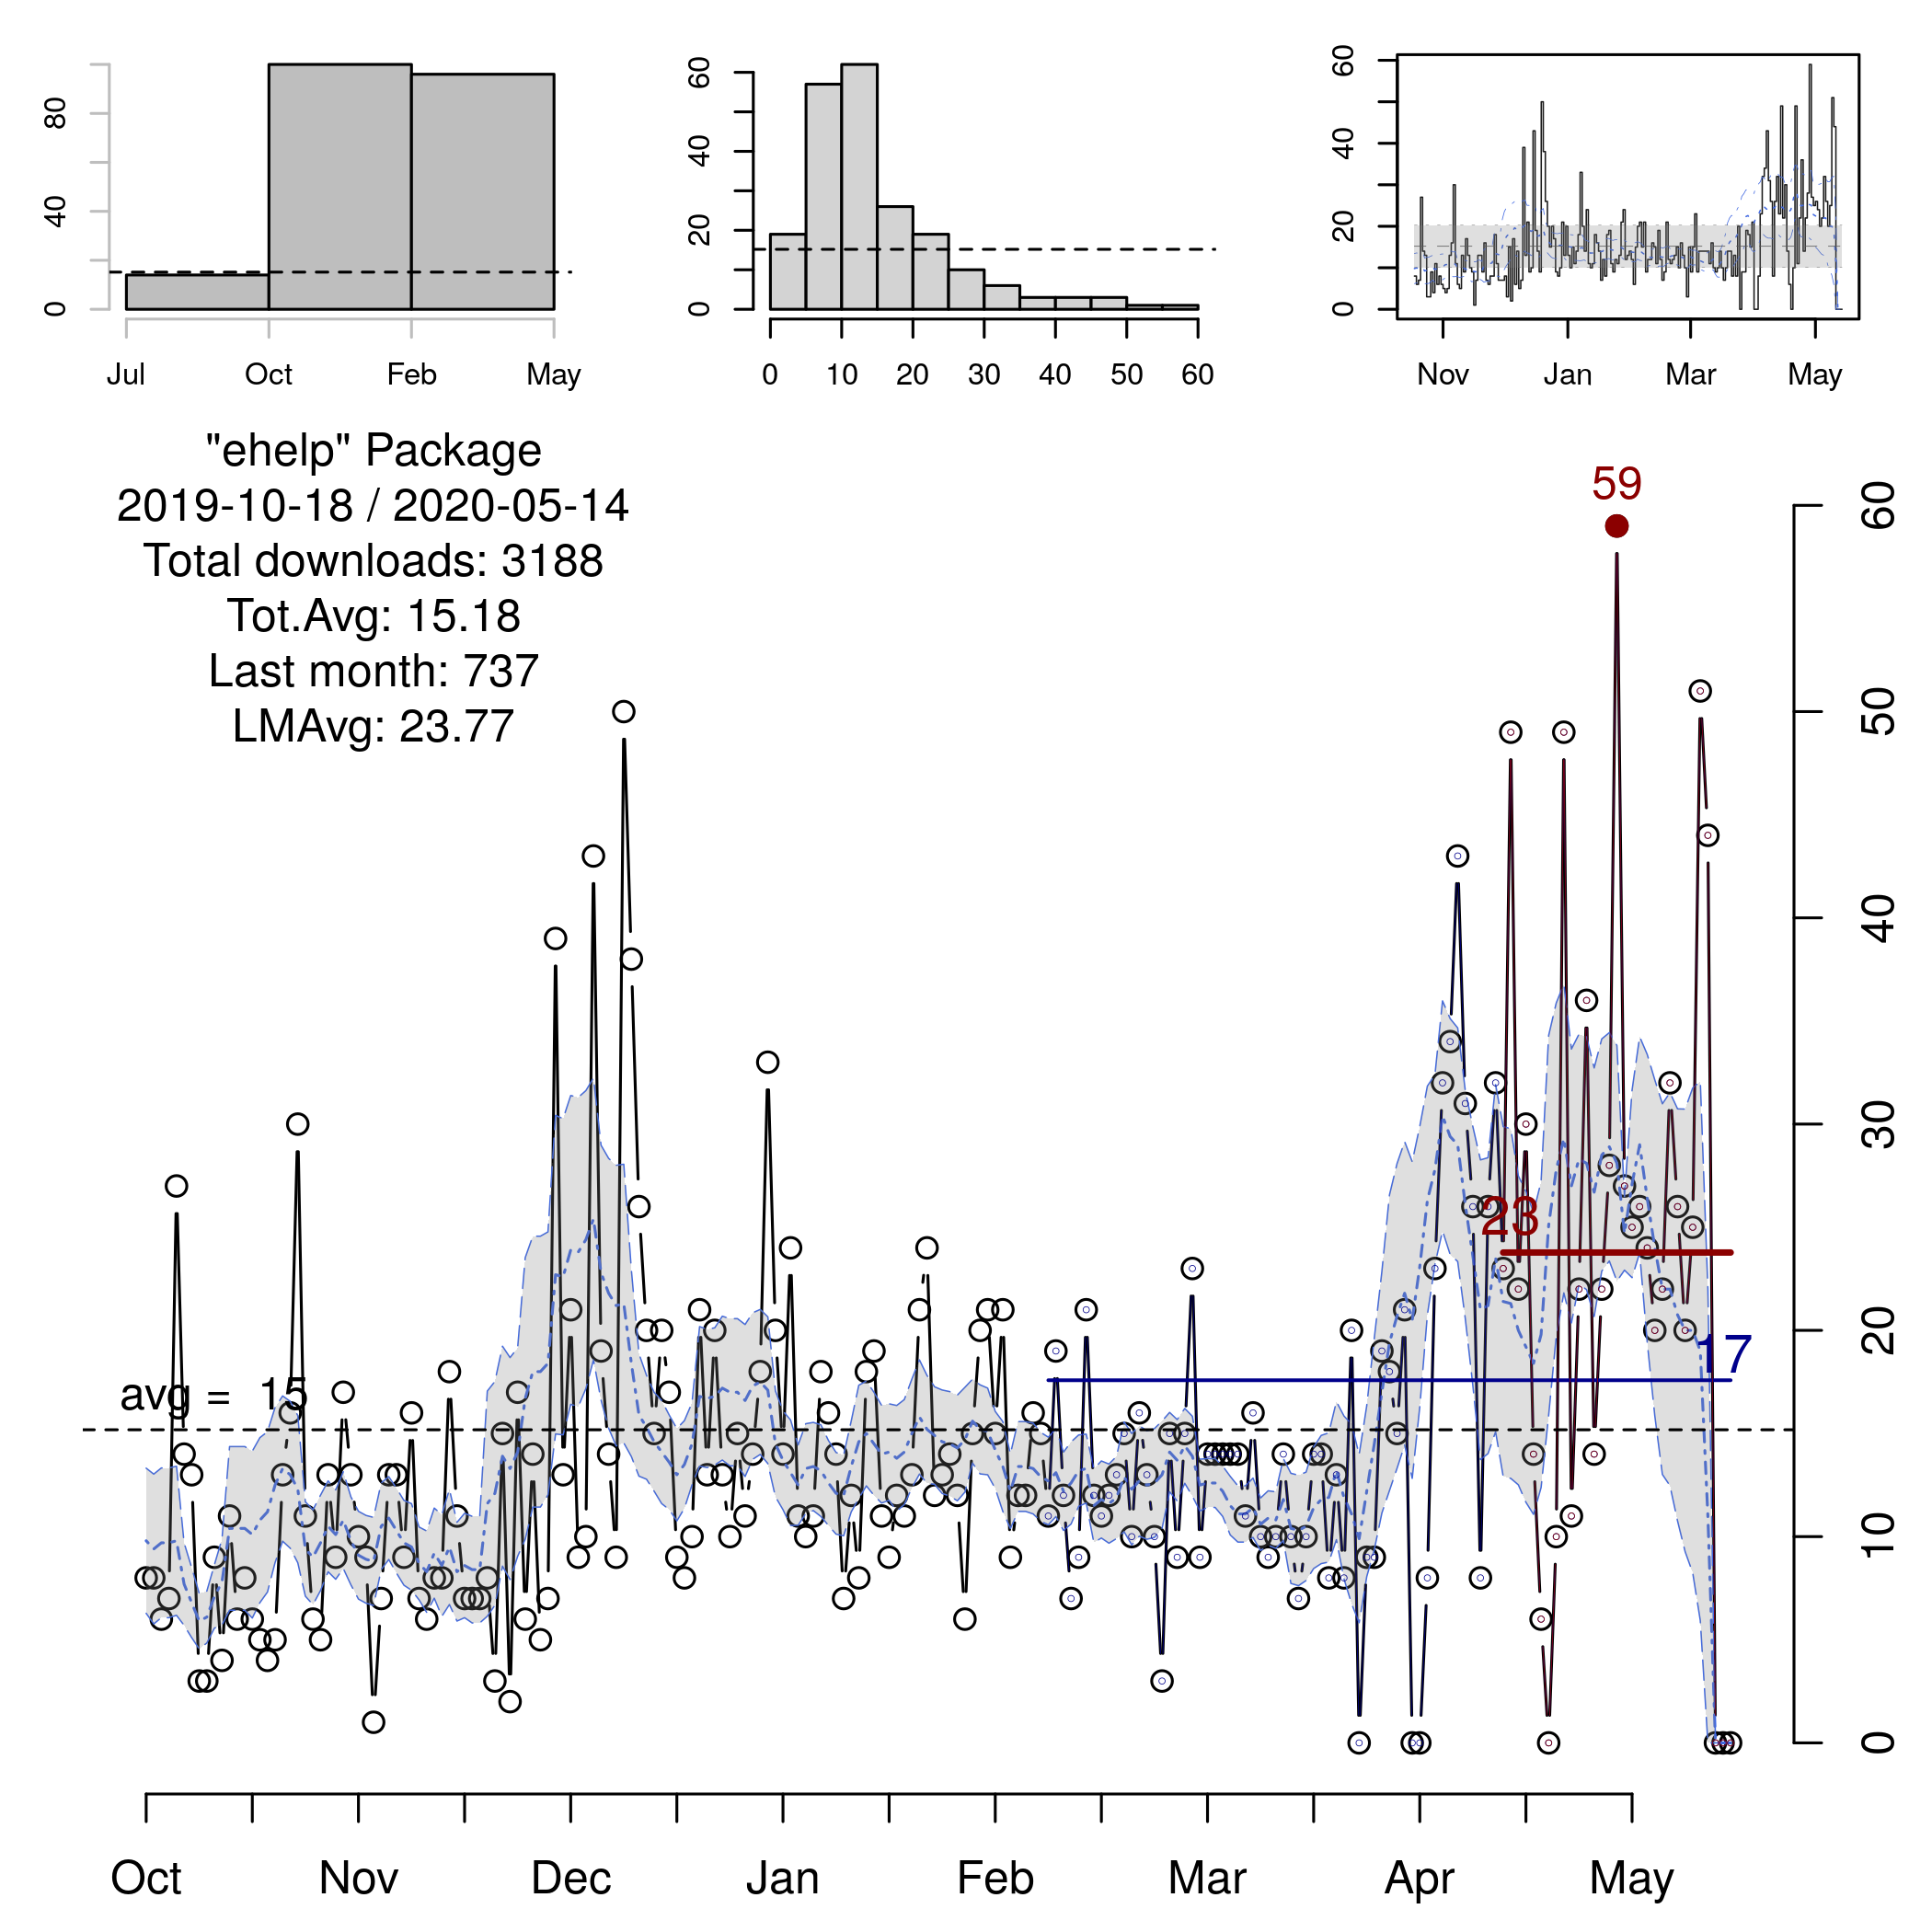 80
40
0
Jul Oct Feb May
60
40
20
0
0 10 20 30 40 50 60
60
40
20
0
Nov Jan Mar May
"ehelp" Package
2019-10-18 / 2020-05-14
Total downloads: 3188
Tot.Avg: 15.18
Last month: 737
LMAvg: 23.77
59
23
17
avg = 15
60
50
40
30
20
10
0
Oct Nov Dec Jan Feb Mar Apr May